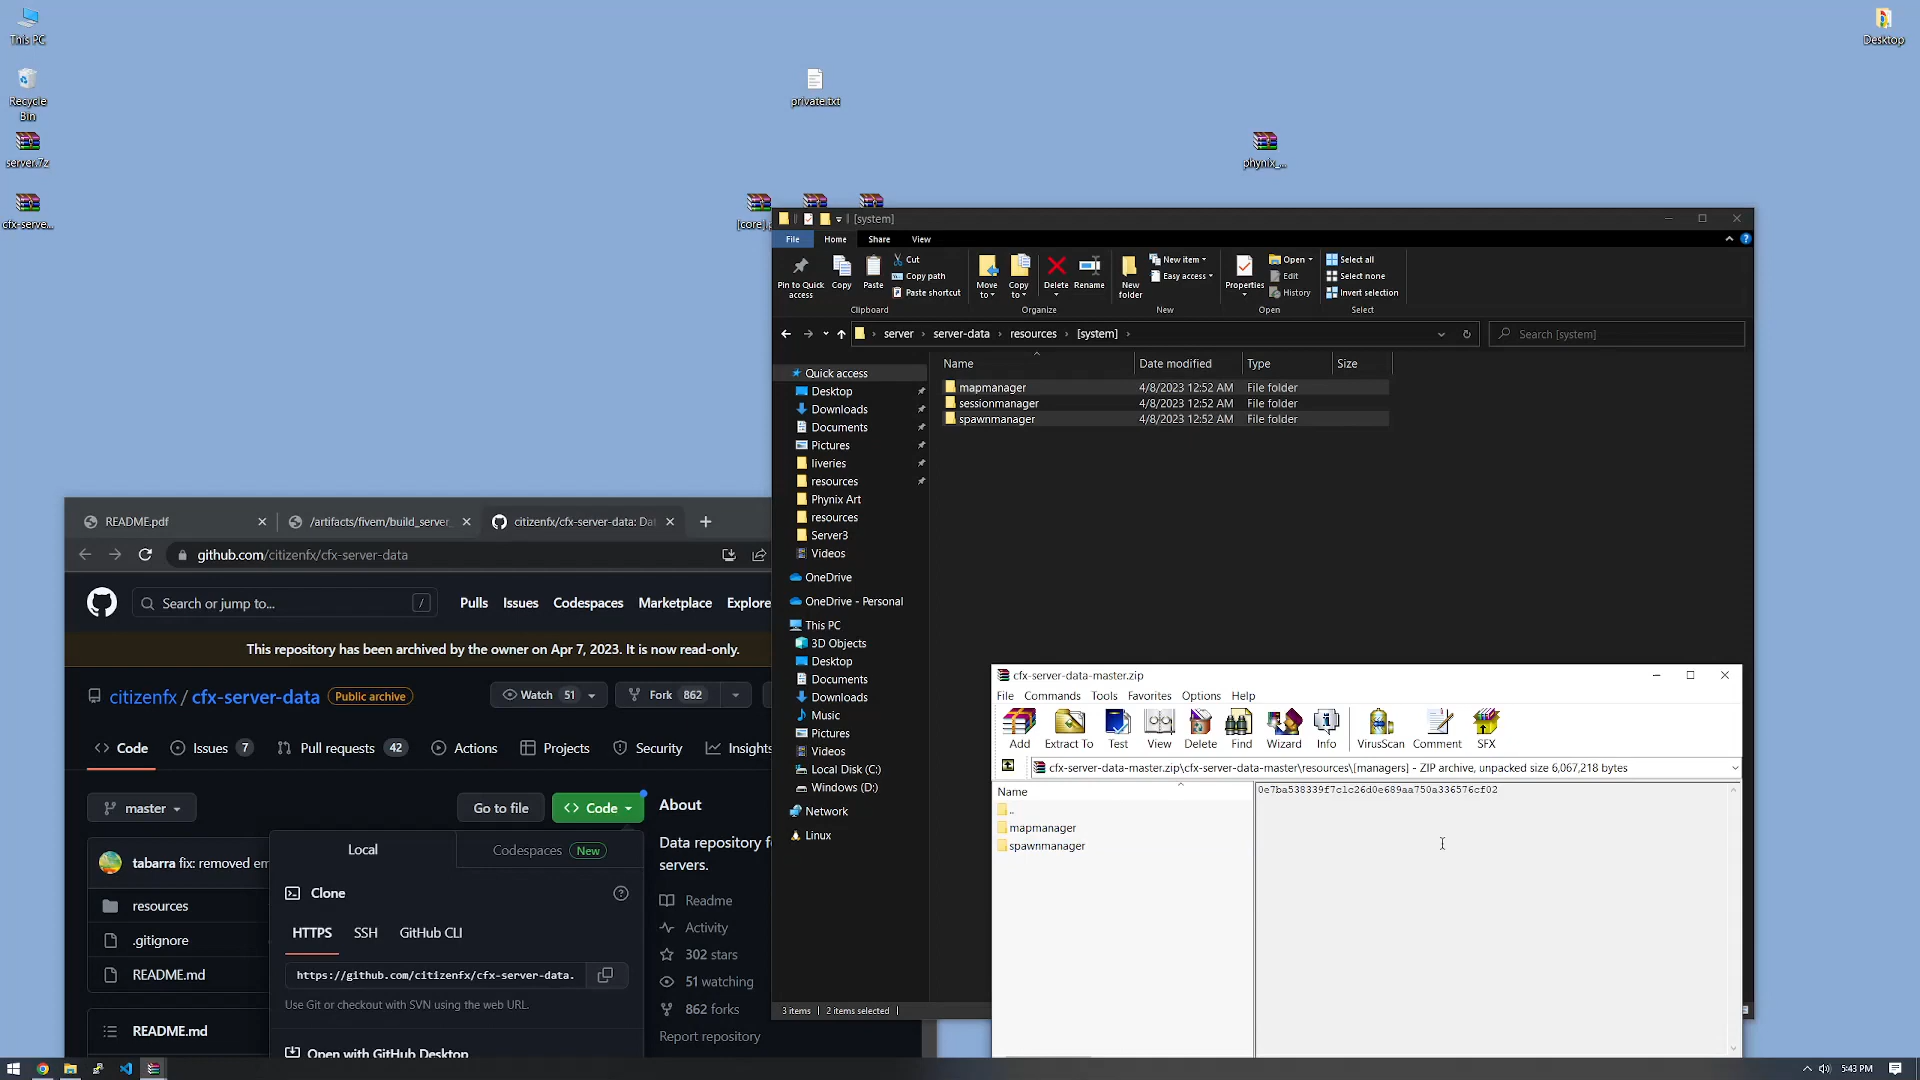 This PC
Recycle
Bin
server.7z
cfx-serve...
private.txt
phynix_...
Desktop
[system]
File
Home
Share
View
Pin to Quick
access
Copy
Paste
Cut
Copy path
Paste shortcut
Clipboard
Move
to
Copy
to
Delete
Rename
Organize
New
folder
New item
Easy access
New
Properties
Open
Edit
History
Open
Select all
Select none
Invert selection
Select
server
server-data
resources
[system]
Search [system]
Name
Date modified
Type
Size
mapmanager 4/8/2023 12:52 AM File folder
sessionmanager 4/8/2023 12:52 AM File folder
spawnmanager 4/8/2023 12:52 AM File folder
Quick access
Desktop
Downloads
Documents
Pictures
liveries
resources
Phynix Art
resources
Server3
Videos
OneDrive
OneDrive - Personal
This PC
3D Objects
Desktop
Documents
Downloads
Music
Pictures
Videos
Local Disk (C:)
Windows (D:)
Network
Linux
3 items
2 items selected
README.pdf
/artifacts/fivem/build_server_
citizenfx/cfx-server-data: Da
github.com/citizenfx/cfx-server-data
Search or jump to...
/
Pulls
Issues
Codespaces
Marketplace
Explore
This repository has been archived by the owner on Apr 7, 2023. It is now read-only.
citizenfx / cfx-server-data
Public archive
Watch 51
Fork 862
Code
Issues 7
Pull requests 42
Actions
Projects
Security
Insights
master
Go to file
Code
About
Local
Codespaces New
Data repository f
servers.
tabarra fix: removed em
Clone
resources
HTTPS
SSH
GitHub CLI
.gitignore
https://github.com/citizenfx/cfx-server-data.
README.md
Use Git or checkout with SVN using the web URL.
Readme
Activity
302 stars
51 watching
862 forks
Report repository
README.md
Open with GitHub Desktop
cfx-server-data-master.zip
File
Commands
Tools
Favorites
Options
Help
Add
Extract To
Test
View
Delete
Find
Wizard
Info
VirusScan
Comment
SFX
cfx-server-data-master.zip\cfx-server-data-master\resources\[managers] - ZIP archive, unpacked size 6,067,218 bytes
Name
0e7ba538339f7c1c26d0e689aa750a336576cf02
..
mapmanager
spawnmanager
5:43 PM